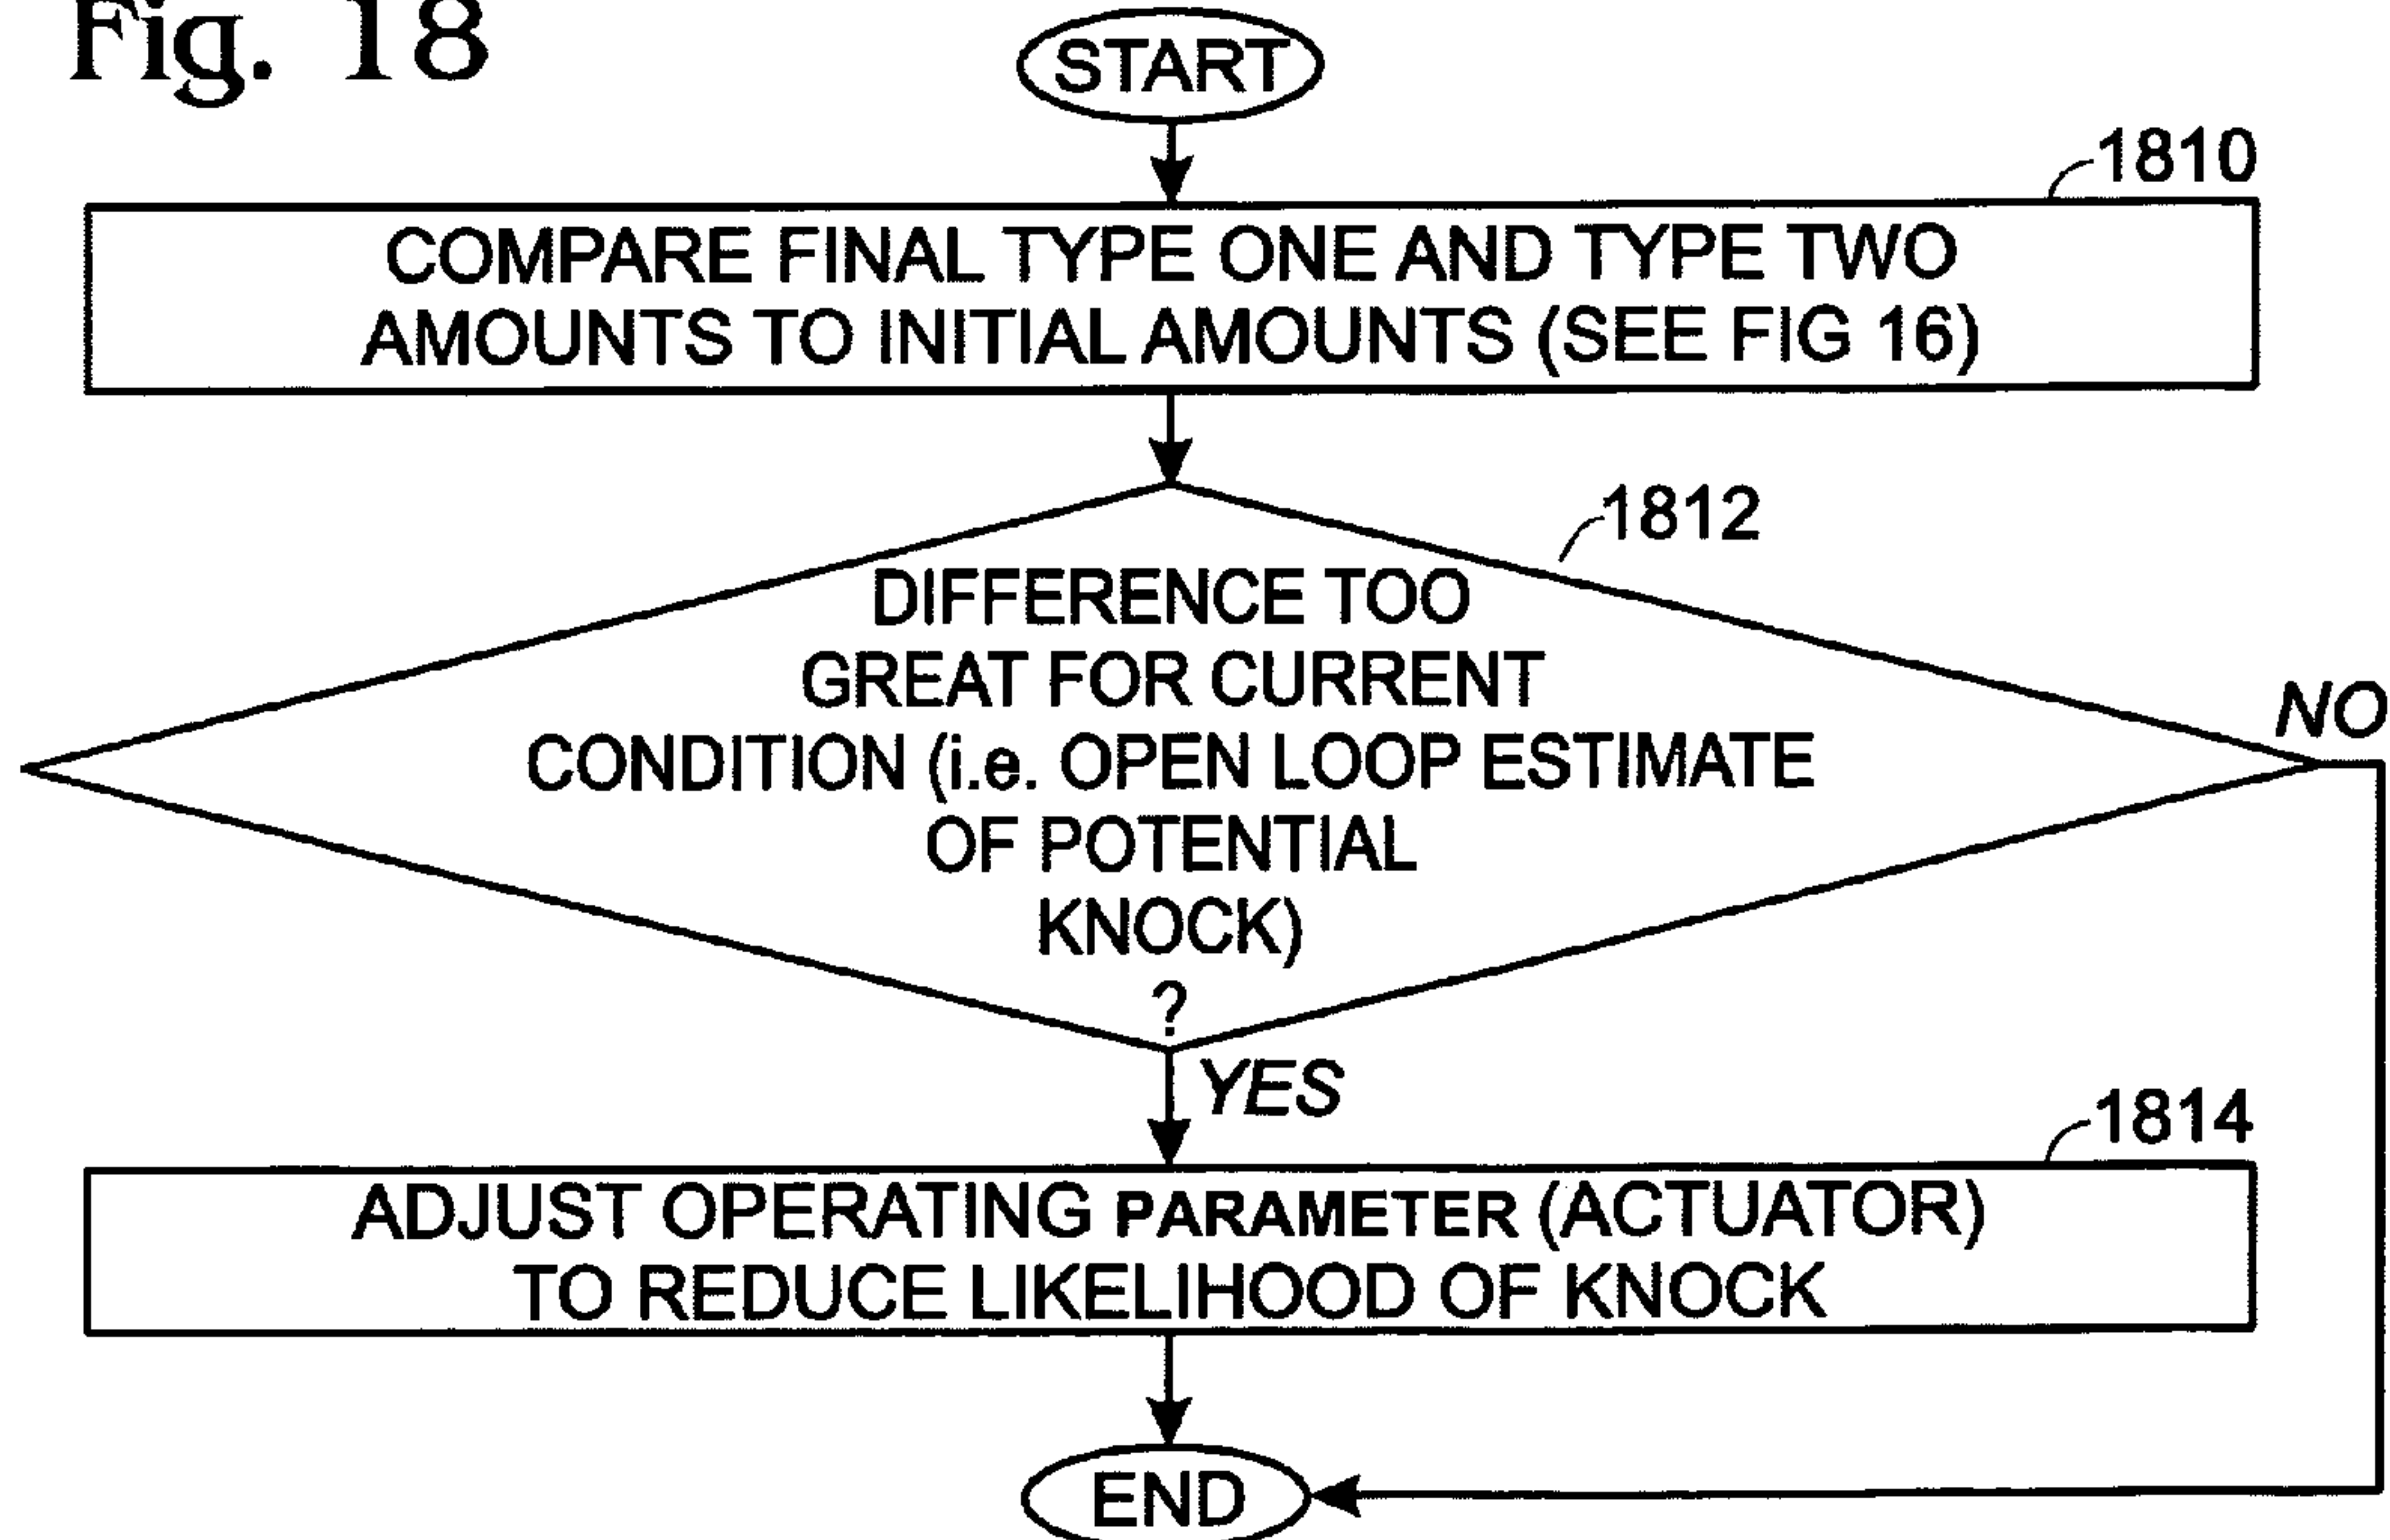 Fig. 18
START
1810
COMPARE FINAL TYPE ONE AND TYPE TWO
AMOUNTS TO INITIAL AMOUNTS (SEE FIG 16)
1812
DIFFERENCE TOO
GREAT FOR CURRENT
CONDITION (i.e. OPEN LOOP ESTIMATE
OF POTENTIAL
KNOCK)
?
NO
YES
1814
ADJUST OPERATING PARAMETER (ACTUATOR)
TO REDUCE LIKELIHOOD OF KNOCK
END